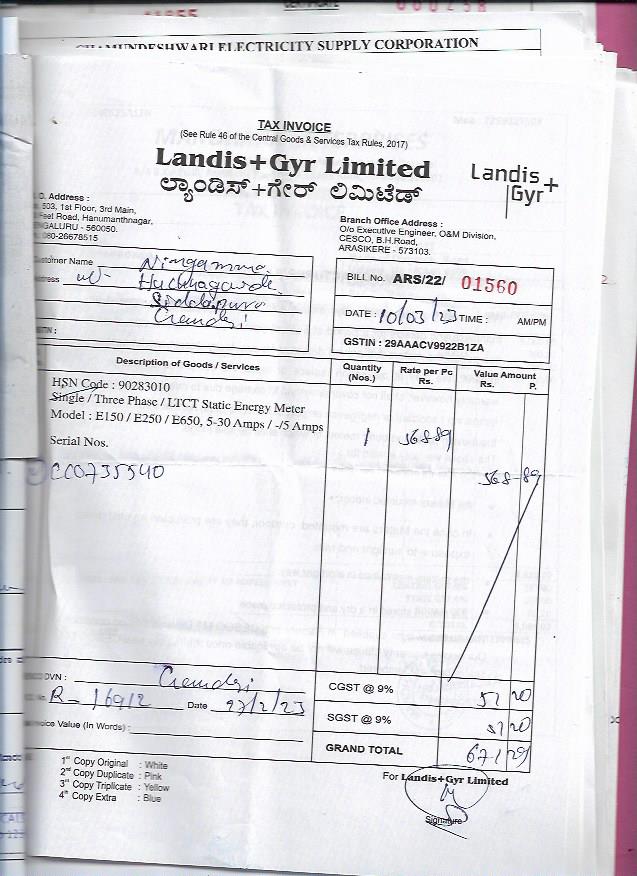 CERTIFICATE
000258
CHAMUNDESHWARI ELECTRICITY SUPPLY CORPORATION
TAX INVOICE
(See Rule 46 of the Central Goods & Services Tax Rules, 2017)
Landis+Gyr Limited
ಲ್ಯಾಂಡಿಸ್+ಗೇರ್ ಲಿಮಿಟೆಡ್
Landis+
Gyr
Address :
503, 1st Floor, 3rd Main,
Feet Road, Hanumanthnagar,
560050.
080-26678515
Branch Office Address :
O/o Executive Engineer, O&M Division,
CESCO, B.H.Road,
ARASIKERE - 573103.
Customer Name Ningamma
w/o
BILL No. ARS/22/ 01560
DATE : 10/03/23 TIME : AM/PM
GSTIN : 29AAACV9922B1ZA
Description of Goods / Services
Quantity (Nos.)
Rate per Pc Rs.
Value Amount Rs. P.
HSN Code : 90283010
Single / Three Phase / LTCT Static Energy Meter
Model : E150 / E250 / E650, 5-30 Amps / -/5 Amps
1 568 89
Serial Nos.
568-89
CC0735540
DVN :
R-16912 Date 27/2/23
Invoice Value (In Words) :
CGST @ 9% 51 20
SGST @ 9% 51 20
GRAND TOTAL 671 29
1st Copy Original : White
2nd Copy Duplicate : Pink
3rd Copy Triplicate : Yellow
4th Copy Extra : Blue
For Landis+Gyr Limited
Signature